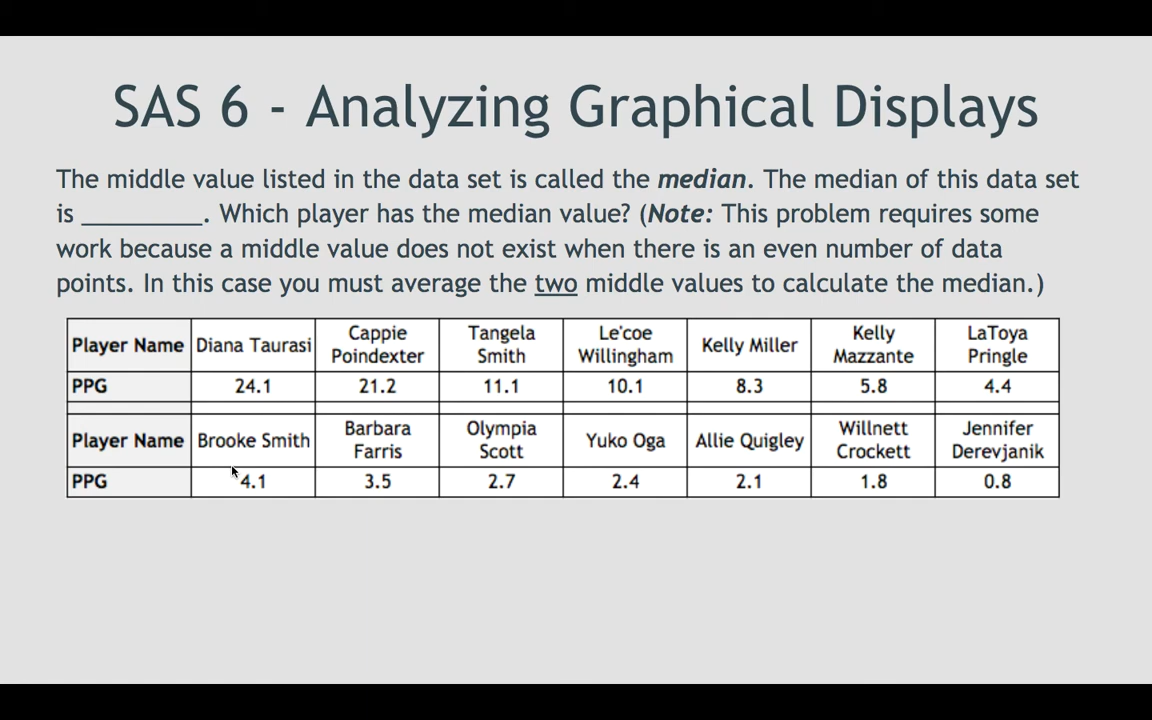 SAS 6 - Analyzing Graphical Displays
The middle value listed in the data set is called the median. The median of this data set
is _________. Which player has the median value? (Note: This problem requires some
work because a middle value does not exist when there is an even number of data
points. In this case you must average the two middle values to calculate the median.)
Player Name Diana Taurasi Cappie Poindexter Tangela Smith Le'coe Willingham Kelly Miller Kelly Mazzante LaToya Pringle
PPG 24.1 21.2 11.1 10.1 8.3 5.8 4.4
Player Name Brooke Smith Barbara Farris Olympia Scott Yuko Oga Allie Quigley Willnett Crockett Jennifer Derevjanik
PPG 4.1 3.5 2.7 2.4 2.1 1.8 0.8